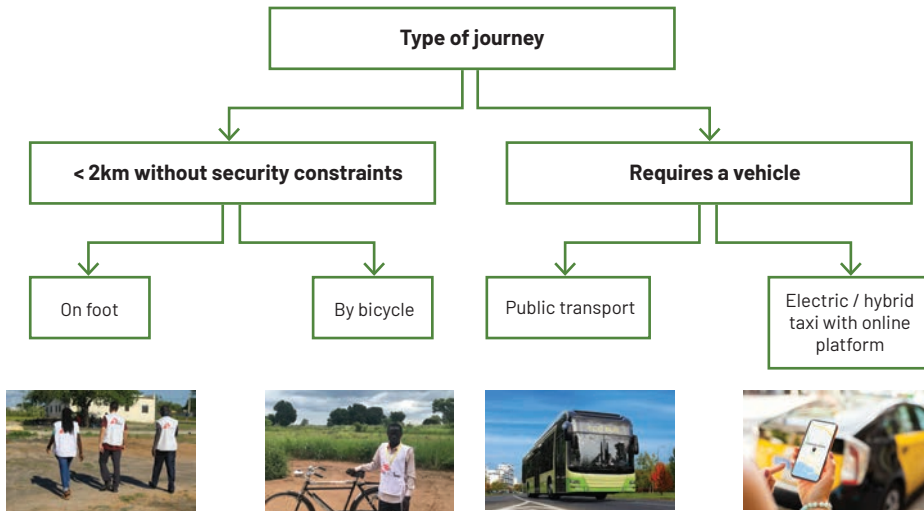 Type of journey
< 2km without security constraints
Requires a vehicle
On foot
By bicycle
Public transport
Electric / hybrid
taxi with online
platform